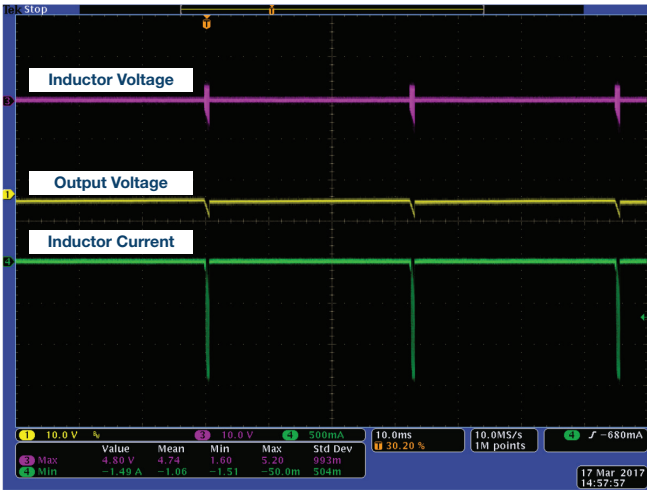 Tek Stop
T
T
Inductor Voltage
3
Output Voltage
1
Inductor Current
4
1 10.0 V 3 10.0 V 4 500mA 10.0ms 10.0MS/s 4 -680mA
T 30.20 % 1M points
Value Mean Min Max Std Dev
3 Max 4.80 V 4.74 1.60 5.20 993m
4 Min -1.49 A -1.06 -1.51 -50.0m 504m
17 Mar 2017
14:57:57